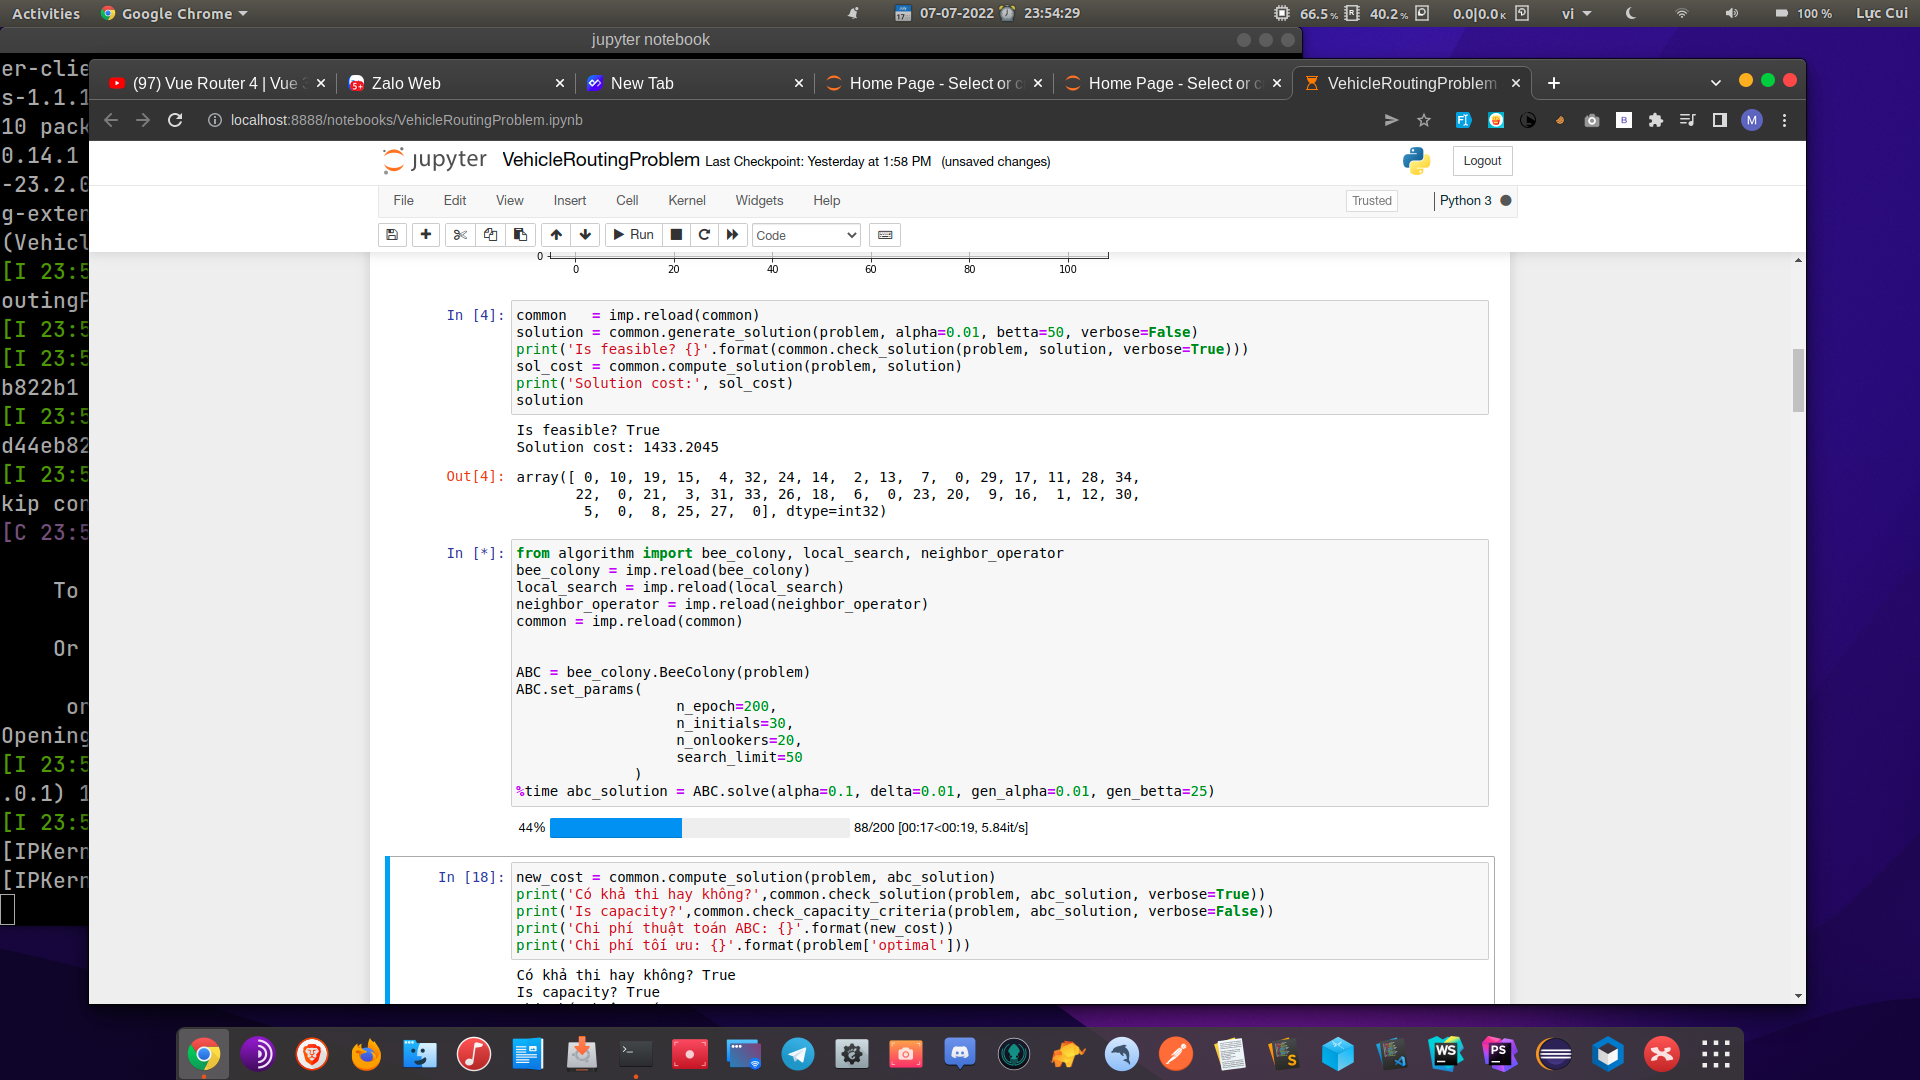 Activities Google Chrome 07-07-2022 23:54:29 66.5% 40.2% 0.0|0.0K vi 100 % Lực Cui
jupyter notebook
(97) Vue Router 4 | Vue Zalo Web New Tab Home Page - Select or c Home Page - Select or c VehicleRoutingProblem
localhost:8888/notebooks/VehicleRoutingProblem.ipynb
jupyter VehicleRoutingProblem Last Checkpoint: Yesterday at 1:58 PM (unsaved changes) Logout
File Edit View Insert Cell Kernel Widgets Help Trusted Python 3
Run Code
0
0 20 40 60 80 100
In [4]: common   = imp.reload(common)
solution = common.generate_solution(problem, alpha=0.01, betta=50, verbose=False)
print('Is feasible? {}'.format(common.check_solution(problem, solution, verbose=True)))
sol_cost = common.compute_solution(problem, solution)
print('Solution cost:', sol_cost)
solution
Is feasible? True
Solution cost: 1433.2045
Out[4]: array([ 0, 10, 19, 15,  4, 32, 24, 14,  2, 13,  7,  0, 29, 17, 11, 28, 34,
22,  0, 21,  3, 31, 33, 26, 18,  6,  0, 23, 20,  9, 16,  1, 12, 30,
5,  0,  8, 25, 27,  0], dtype=int32)
In [*]: from algorithm import bee_colony, local_search, neighbor_operator
bee_colony = imp.reload(bee_colony)
local_search = imp.reload(local_search)
neighbor_operator = imp.reload(neighbor_operator)
common = imp.reload(common)
ABC = bee_colony.BeeColony(problem)
ABC.set_params(
n_epoch=200,
n_initials=30,
n_onlookers=20,
search_limit=50
)
%time abc_solution = ABC.solve(alpha=0.1, delta=0.01, gen_alpha=0.01, gen_betta=25)
44% 88/200 [00:17<00:19, 5.84it/s]
In [18]: new_cost = common.compute_solution(problem, abc_solution)
print('Có khả thi hay không?',common.check_solution(problem, abc_solution, verbose=True))
print('Is capacity?',common.check_capacity_criteria(problem, abc_solution, verbose=False))
print('Chi phí thuật toán ABC: {}'.format(new_cost))
print('Chi phí tối ưu: {}'.format(problem['optimal']))
Có khả thi hay không? True
Is capacity? True
er-clie
s-1.1.1
10 pack
0.14.1
-23.2.0
g-exten
(Vehicl
[I 23:5
routingP
[I 23:5
[I 23:5
b822b1
[I 23:5
d44eb82
[I 23:5
kip con
[C 23:5
To
Or
or
Opening
[I 23:5
.0.1) 1
[I 23:5
[IPKern
[IPKern